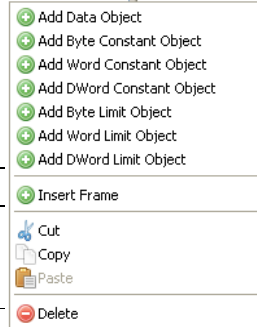 Add Data Object
Add Byte Constant Object
Add Word Constant Object
Add DWord Constant Object
Add Byte Limit Object
Add Word Limit Object
Add DWord Limit Object
Insert Frame
Cut
Copy
Paste
Delete